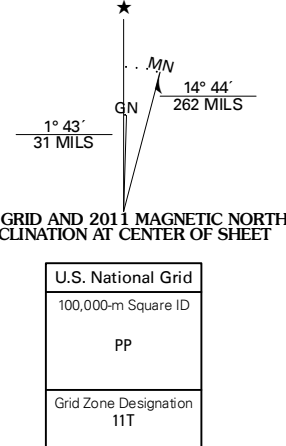 MN
14° 44´
262 MILS
GN
1° 43´
31 MILS
GRID AND 2011 MAGNETIC NORTH
CLINATION AT CENTER OF SHEET
U.S. National Grid
100,000-m Square ID
PP
Grid Zone Designation
11T